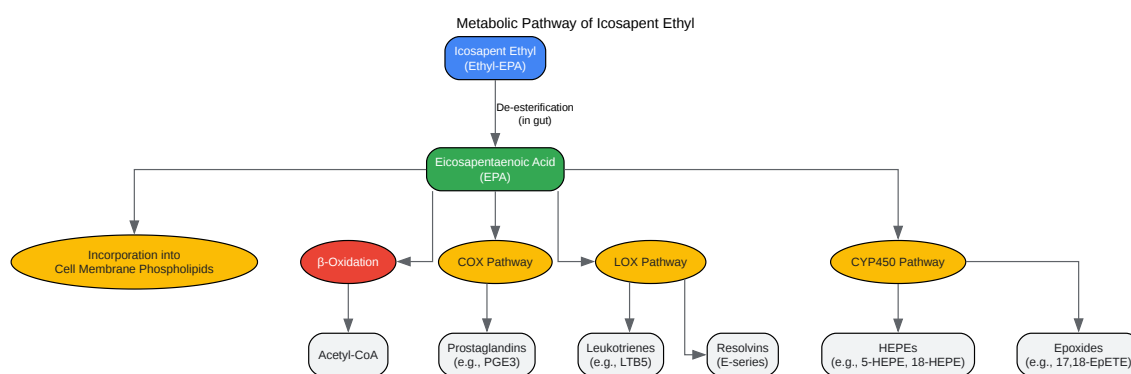 Metabolic Pathway of Icosapent Ethyl
Icosapent Ethyl
(Ethyl-EPA)
De-esterification
(in gut)
Eicosapentaenoic Acid
(EPA)
Incorporation into
Cell Membrane Phospholipids
β-Oxidation
COX Pathway
LOX Pathway
CYP450 Pathway
Acetyl-CoA
Prostaglandins
(e.g., PGE3)
Leukotrienes
(e.g., LTB5)
Resolvins
(E-series)
HEPEs
(e.g., 5-HEPE, 18-HEPE)
Epoxides
(e.g., 17,18-EpETE)